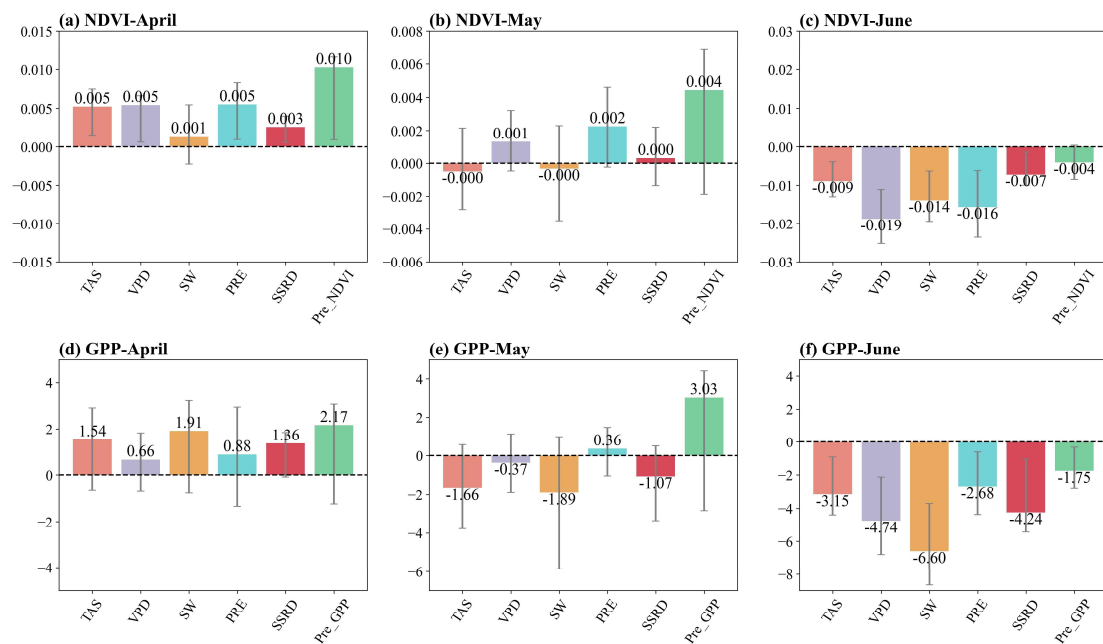 (a) NDVI-April
0.015
0.010
0.005
0.000
−0.005
−0.010
−0.015
0.005
0.005
0.001
0.005
0.003
0.010
TAS
VPD
SW
PRE
SSRD
Pre_NDVI
(b) NDVI-May
0.008
0.006
0.004
0.002
0.000
−0.002
−0.004
−0.006
-0.000
0.001
-0.000
0.002
0.000
0.004
TAS
VPD
SW
PRE
SSRD
Pre_NDVI
(c) NDVI-June
0.03
0.02
0.01
0.00
−0.01
−0.02
−0.03
-0.009
-0.019
-0.014
-0.016
-0.007
-0.004
TAS
VPD
SW
PRE
SSRD
Pre_NDVI
(d) GPP-April
4
2
0
−2
−4
1.54
0.66
1.91
0.88
1.36
2.17
TAS
VPD
SW
PRE
SSRD
Pre_GPP
(e) GPP-May
4
2
0
−2
−4
−6
-1.66
-0.37
-1.89
0.36
-1.07
3.03
TAS
VPD
SW
PRE
SSRD
Pre_GPP
(f) GPP-June
4
2
0
−2
−4
−6
−8
-3.15
-4.74
-6.60
-2.68
-4.24
-1.75
TAS
VPD
SW
PRE
SSRD
Pre_GPP